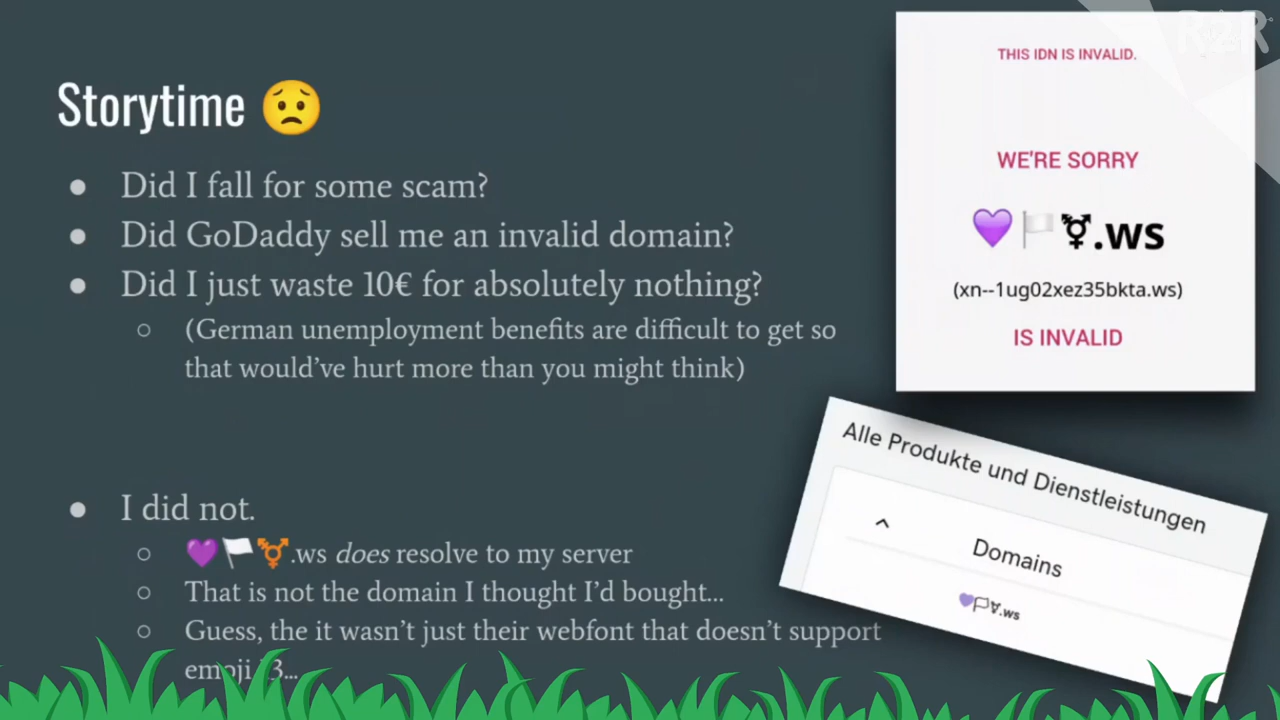 R2R
Storytime 😟
● Did I fall for some scam?
● Did GoDaddy sell me an invalid domain?
● Did I just waste 10€ for absolutely nothing?
○ (German unemployment benefits are difficult to get so
that would’ve hurt more than you might think)
● I did not.
○ 💜🏳⚧.ws does resolve to my server
○ That is not the domain I thought I’d bought...
○ Guess, the it wasn’t just their webfont that doesn’t support
emoji 13...
THIS IDN IS INVALID.
WE'RE SORRY
💜🏳⚧.ws
(xn--1ug02xez35bkta.ws)
IS INVALID
Alle Produkte und Dienstleistungen
Domains
.ws